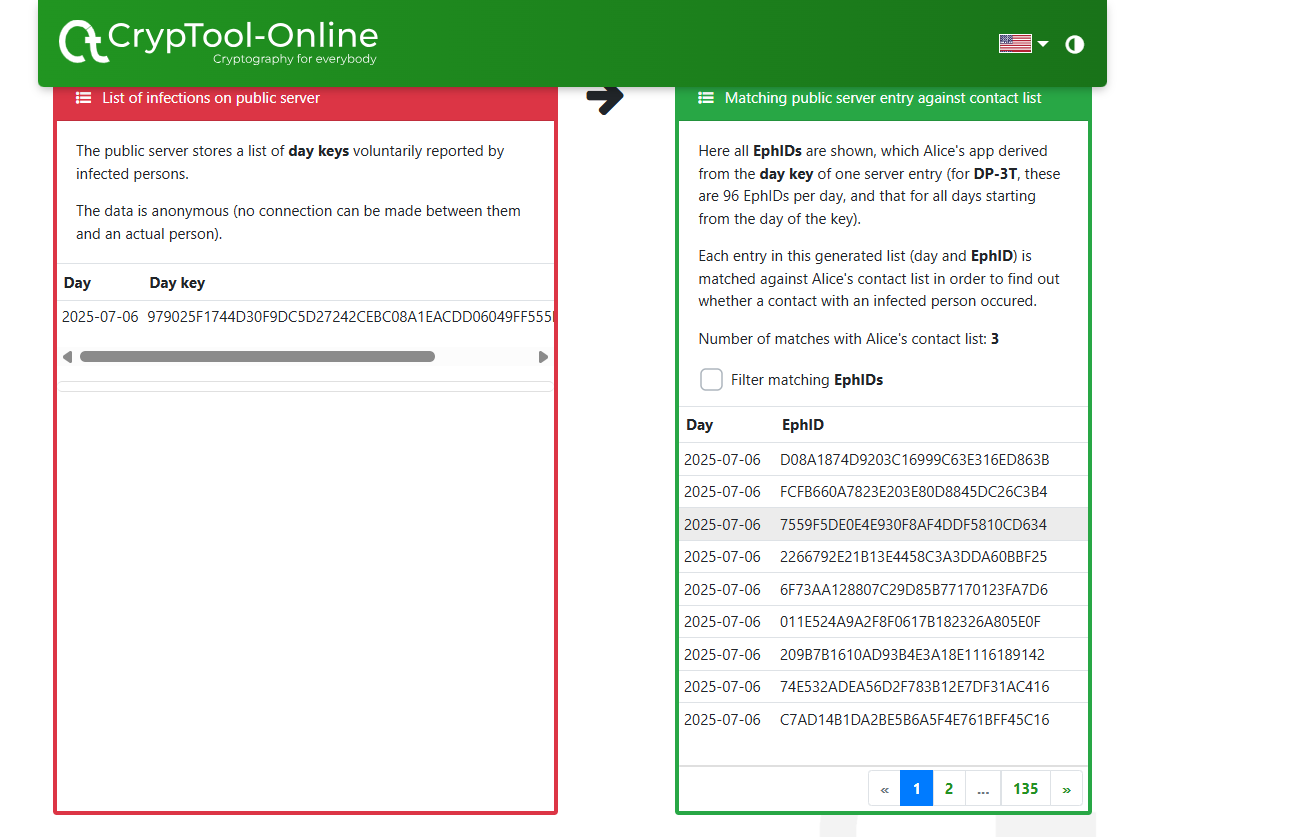 CrypTool-Online
Cryptography for everybody
List of infections on public server
The public server stores a list of day keys voluntarily reported by
infected persons.
The data is anonymous (no connection can be made between them
and an actual person).
Day Day key
2025-07-06 979025F1744D30F9DC5D27242CEBC08A1EACDD06049FF555
Matching public server entry against contact list
Here all EphIDs are shown, which Alice's app derived
from the day key of one server entry (for DP-3T, these
are 96 EphIDs per day, and that for all days starting
from the day of the key).
Each entry in this generated list (day and EphID) is
matched against Alice's contact list in order to find out
whether a contact with an infected person occured.
Number of matches with Alice's contact list: 3
Filter matching EphIDs
Day EphID
2025-07-06 D08A1874D9203C16999C63E316ED863B
2025-07-06 FCFB660A7823E203E80D8845DC26C3B4
2025-07-06 7559F5DE0E4E930F8AF4DDF5810CD634
2025-07-06 2266792E21B13E4458C3A3DDA60BBF25
2025-07-06 6F73AA128807C29D85B77170123FA7D6
2025-07-06 011E524A9A2F8F0617B182326A805E0F
2025-07-06 209B7B1610AD93B4E3A18E1116189142
2025-07-06 74E532ADEA56D2F783B12E7DF31AC416
2025-07-06 C7AD14B1DA2BE5B6A5F4E761BFF45C16
« 1 2 ... 135 »